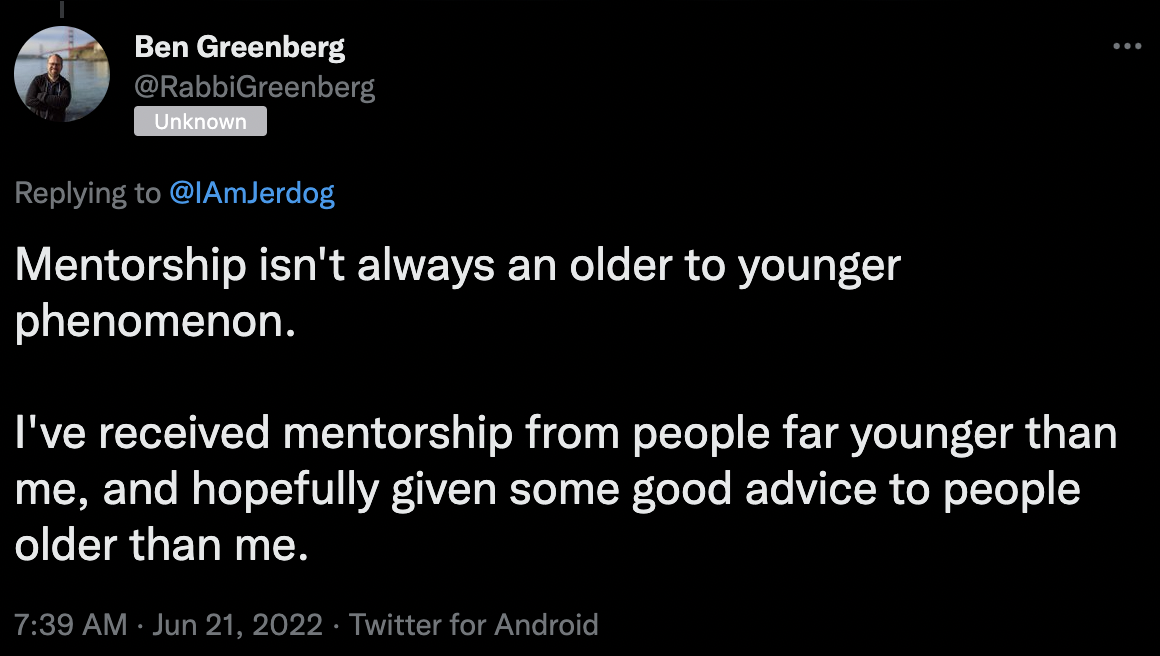 Ben Greenberg
@RabbiGreenberg
Unknown
Replying to @IAmJerdog
Mentorship isn't always an older to younger
phenomenon.
I've received mentorship from people far younger than
me, and hopefully given some good advice to people
older than me.
7:39 AM · Jun 21, 2022 · Twitter for Android